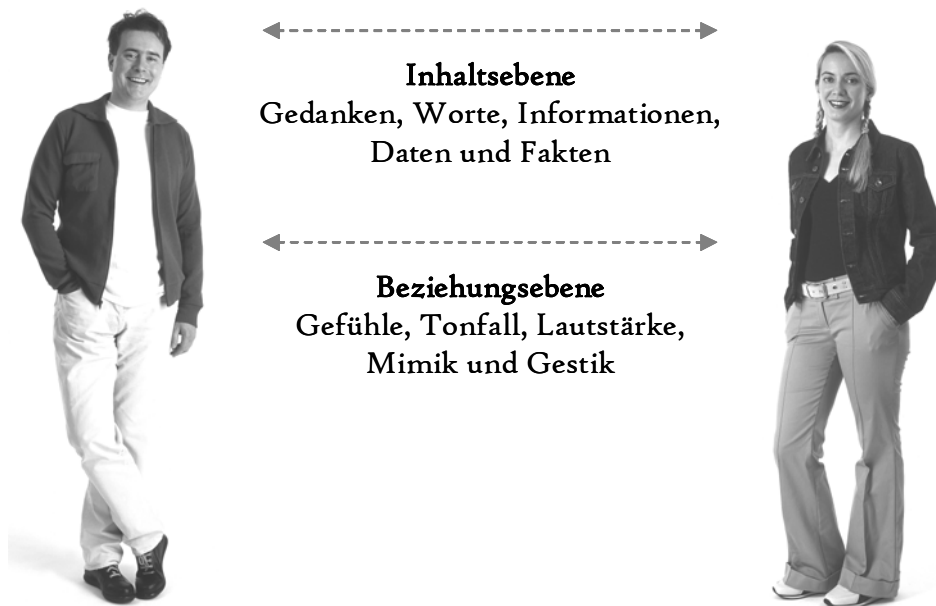 Inhaltsebene
Gedanken, Worte, Informationen,
Daten und Fakten
Beziehungsebene
Gefühle, Tonfall, Lautstärke,
Mimik und Gestik